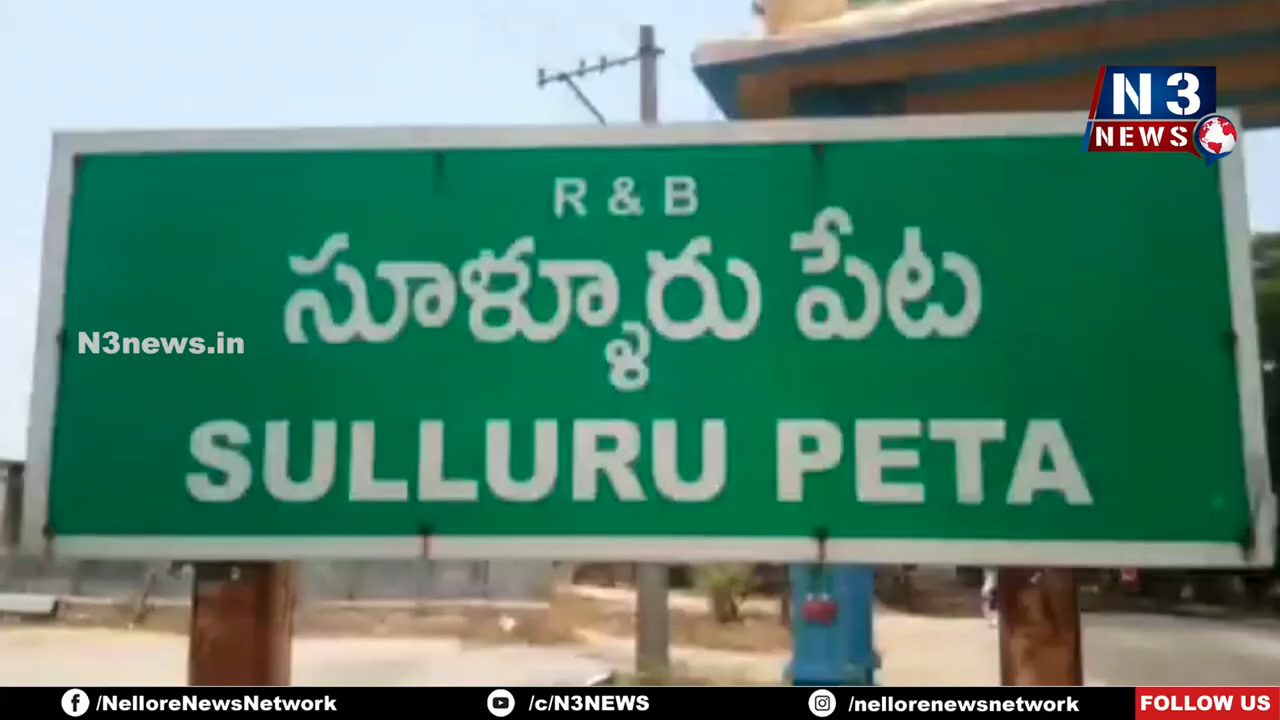 N3
NEWS
R & B
సూళ్ళూరు పేట
N3news.in
SULLURU PETA
/NelloreNewsNetwork
/c/N3NEWS
/nellorenewsnetwork
FOLLOW US